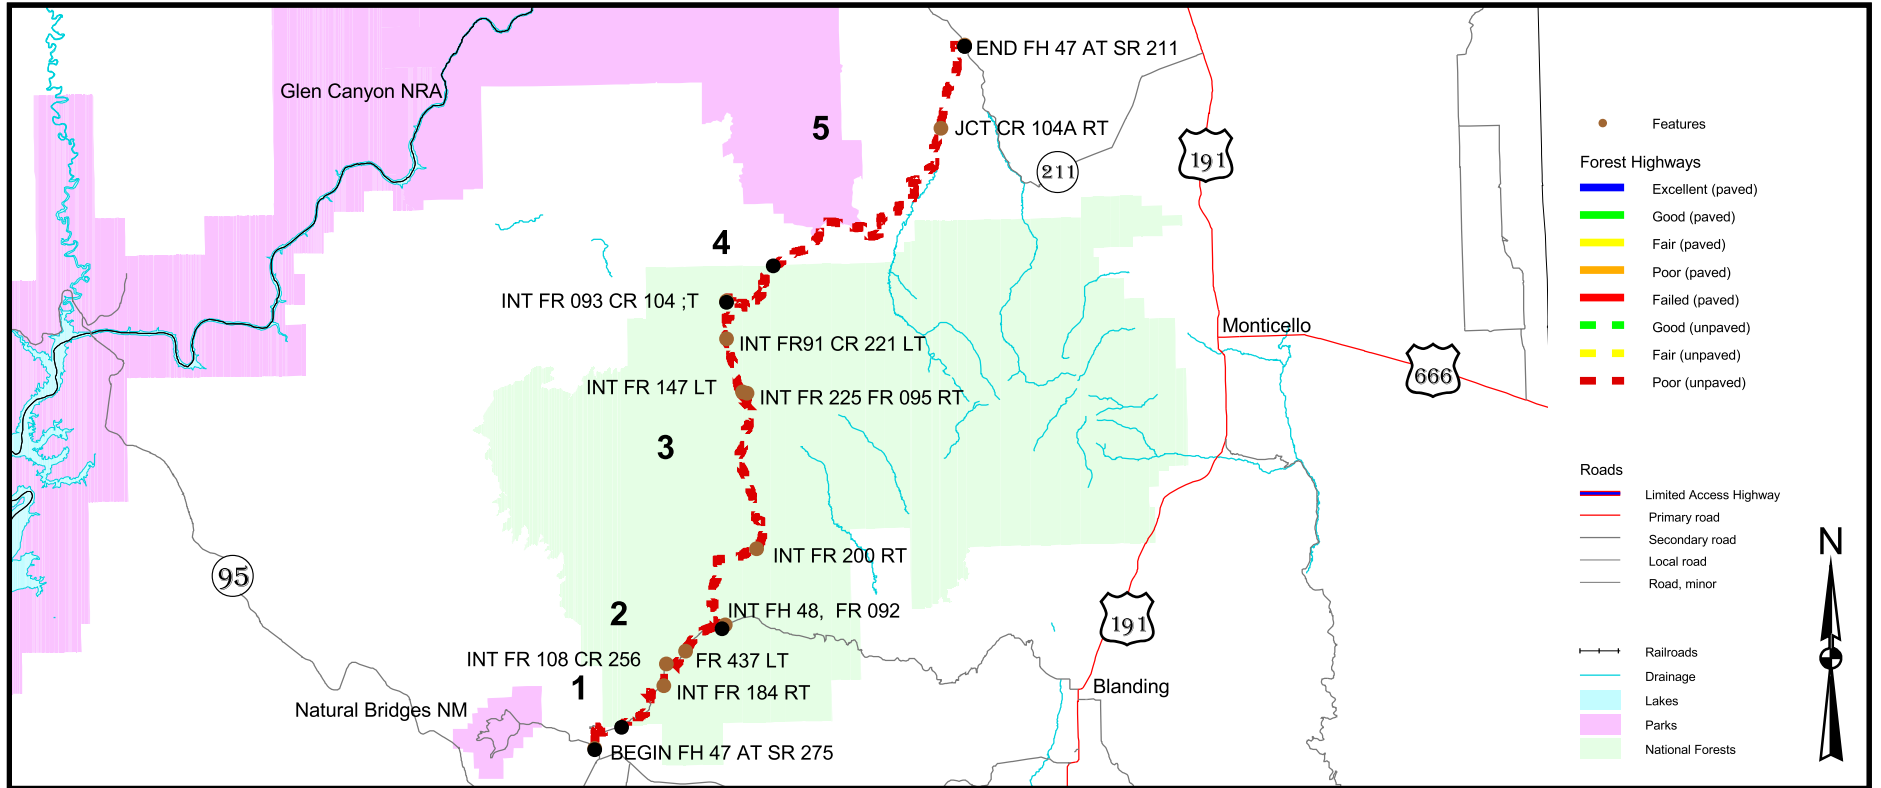 END FH 47 AT SR 211
Glen Canyon NRA
5
JCT CR 104A RT
211
191
4
INT FR 093 CR 104 ;T
INT FR91 CR 221 LT
Monticello
666
INT FR 147 LT
INT FR 225 FR 095 RT
3
INT FR 200 RT
95
2
INT FH 48, FR 092
191
INT FR 108 CR 256
FR 437 LT
1
INT FR 184 RT
Blanding
Natural Bridges NM
BEGIN FH 47 AT SR 275
Features
Forest Highways
Excellent (paved)
Good (paved)
Fair (paved)
Poor (paved)
Failed (paved)
Good (unpaved)
Fair (unpaved)
Poor (unpaved)
Roads
Limited Access Highway
Primary road
Secondary road
Local road
Road, minor
Railroads
Drainage
Lakes
Parks
National Forests
N